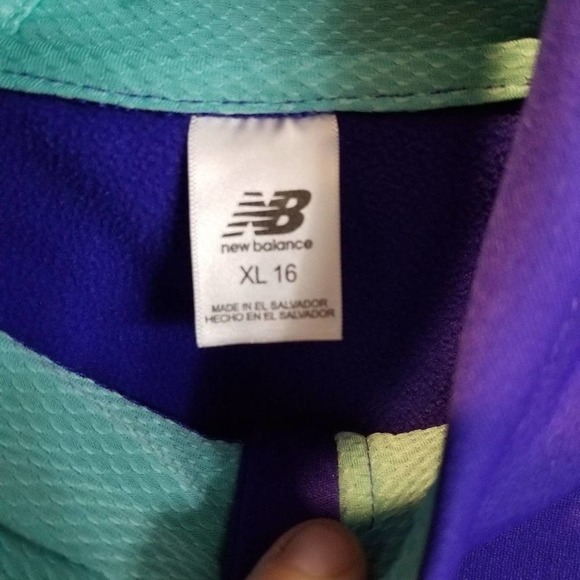 NB
new balance
XL 16
MADE IN EL SALVADOR
HECHO EN EL SALVADOR